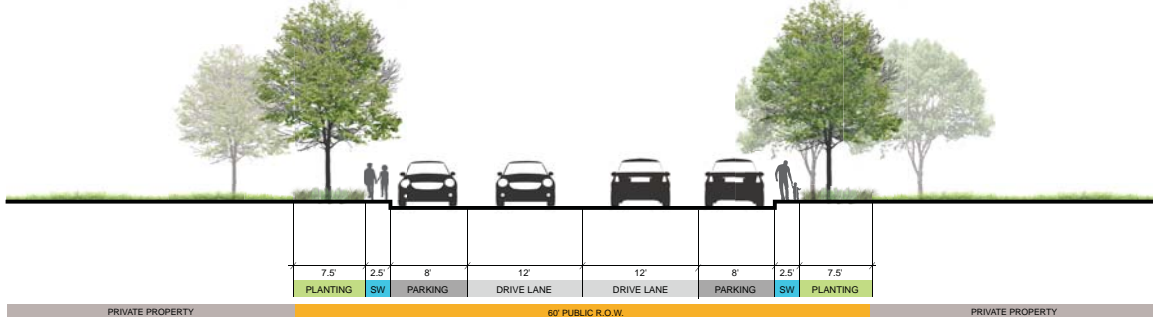 7.5' 2.5' 8' 12' 12' 8' 2.5' 7.5'
PLANTING SW PARKING DRIVE LANE DRIVE LANE PARKING SW PLANTING
PRIVATE PROPERTY 60' PUBLIC R.O.W. PRIVATE PROPERTY